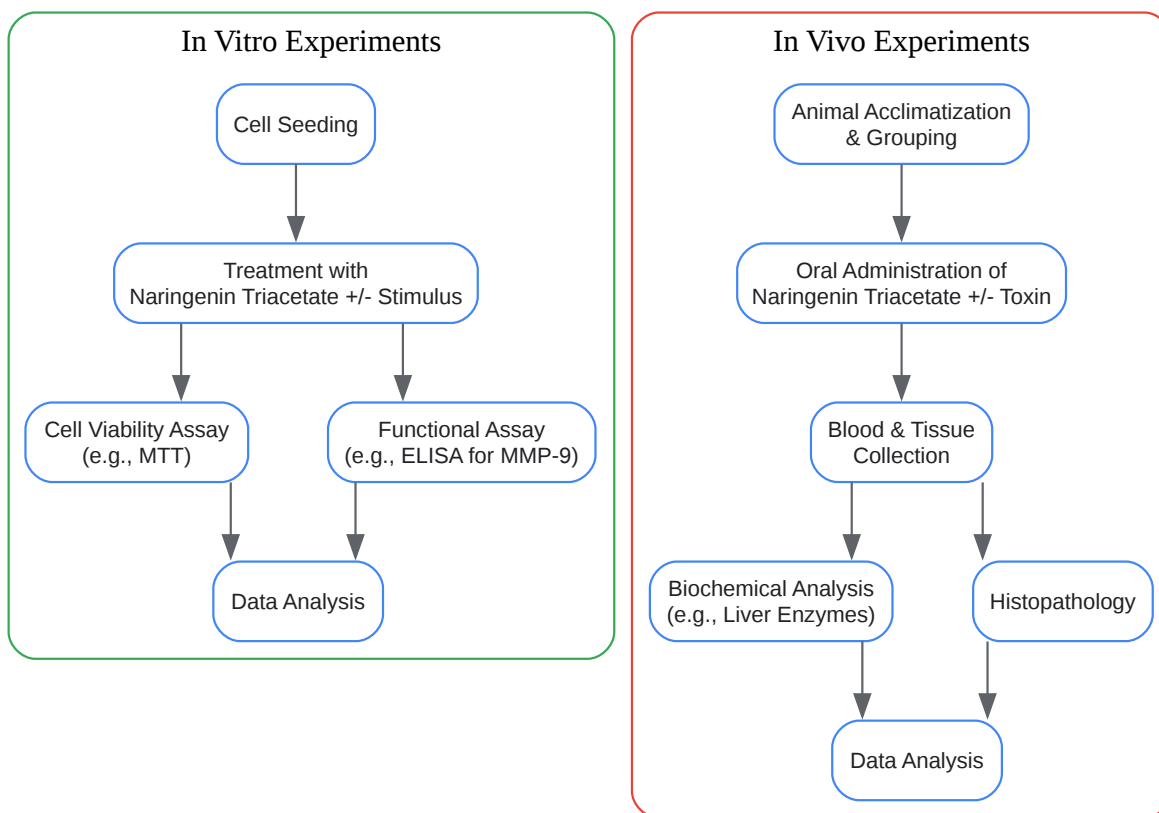 In Vitro Experiments
Cell Seeding
Treatment with
Naringenin Triacetate +/- Stimulus
Cell Viability Assay
(e.g., MTT)
Functional Assay
(e.g., ELISA for MMP-9)
Data Analysis
In Vivo Experiments
Animal Acclimatization
& Grouping
Oral Administration of
Naringenin Triacetate +/- Toxin
Blood & Tissue
Collection
Biochemical Analysis
(e.g., Liver Enzymes)
Histopathology
Data Analysis